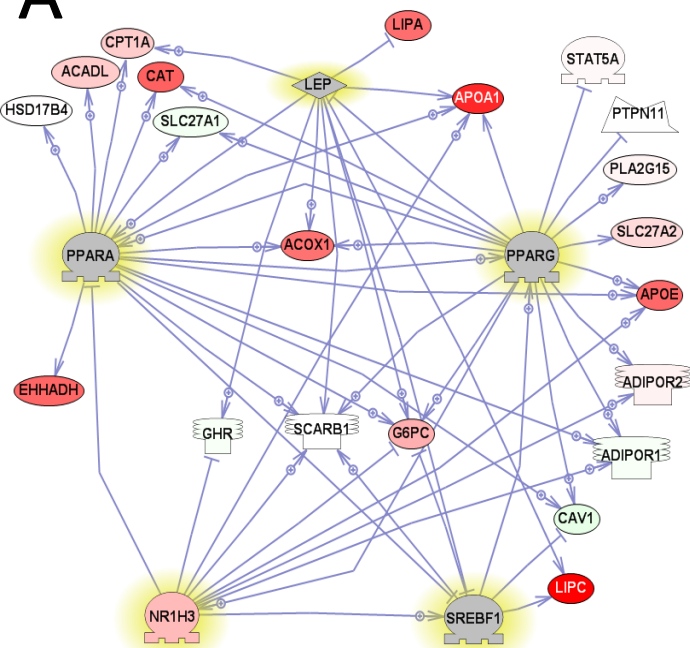 A
LIPA
CPT1A
STAT5A
ACADL
CAT
LEP
APOA1
HSD17B4
SLC27A1
PTPN11
PLA2G15
SLC27A2
ACOX1
PPARA
PPARG
APOE
EHHADH
ADIPOR2
GHR
SCARB1
G6PC
ADIPOR1
CAV1
LIPC
NR1H3
SREBF1